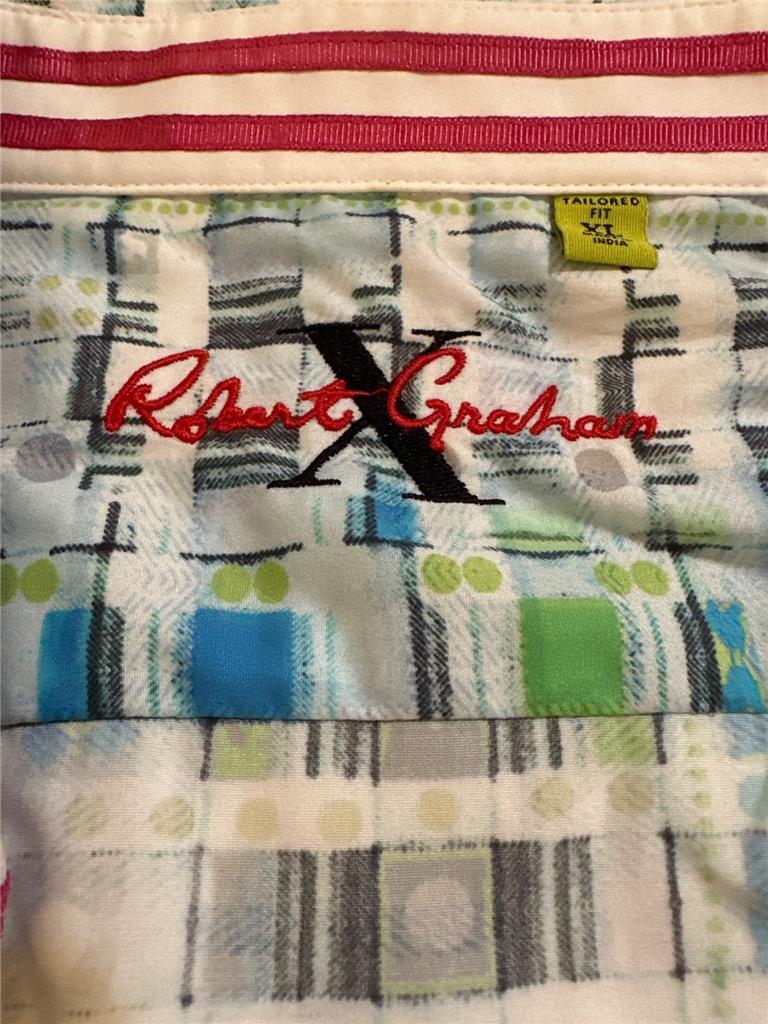 TAILORED
FIT
XL
INDIA
X
Robert Graham